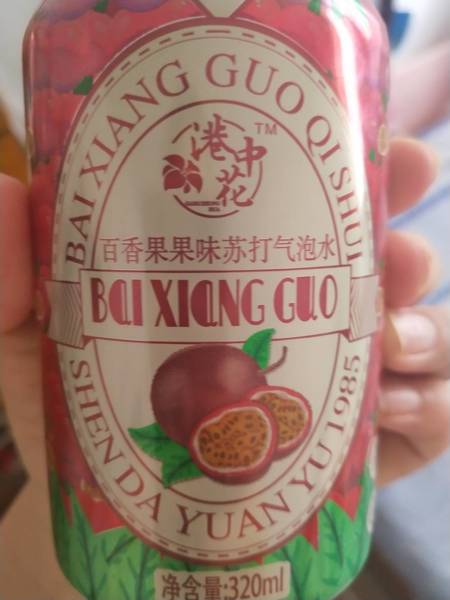 BAI XIANG GUO QI SHUI
港中花
TM
百香果果味苏打气泡水
BAI XIANG GUO
SHEN DA YUAN YU 1985
净含量:320ml